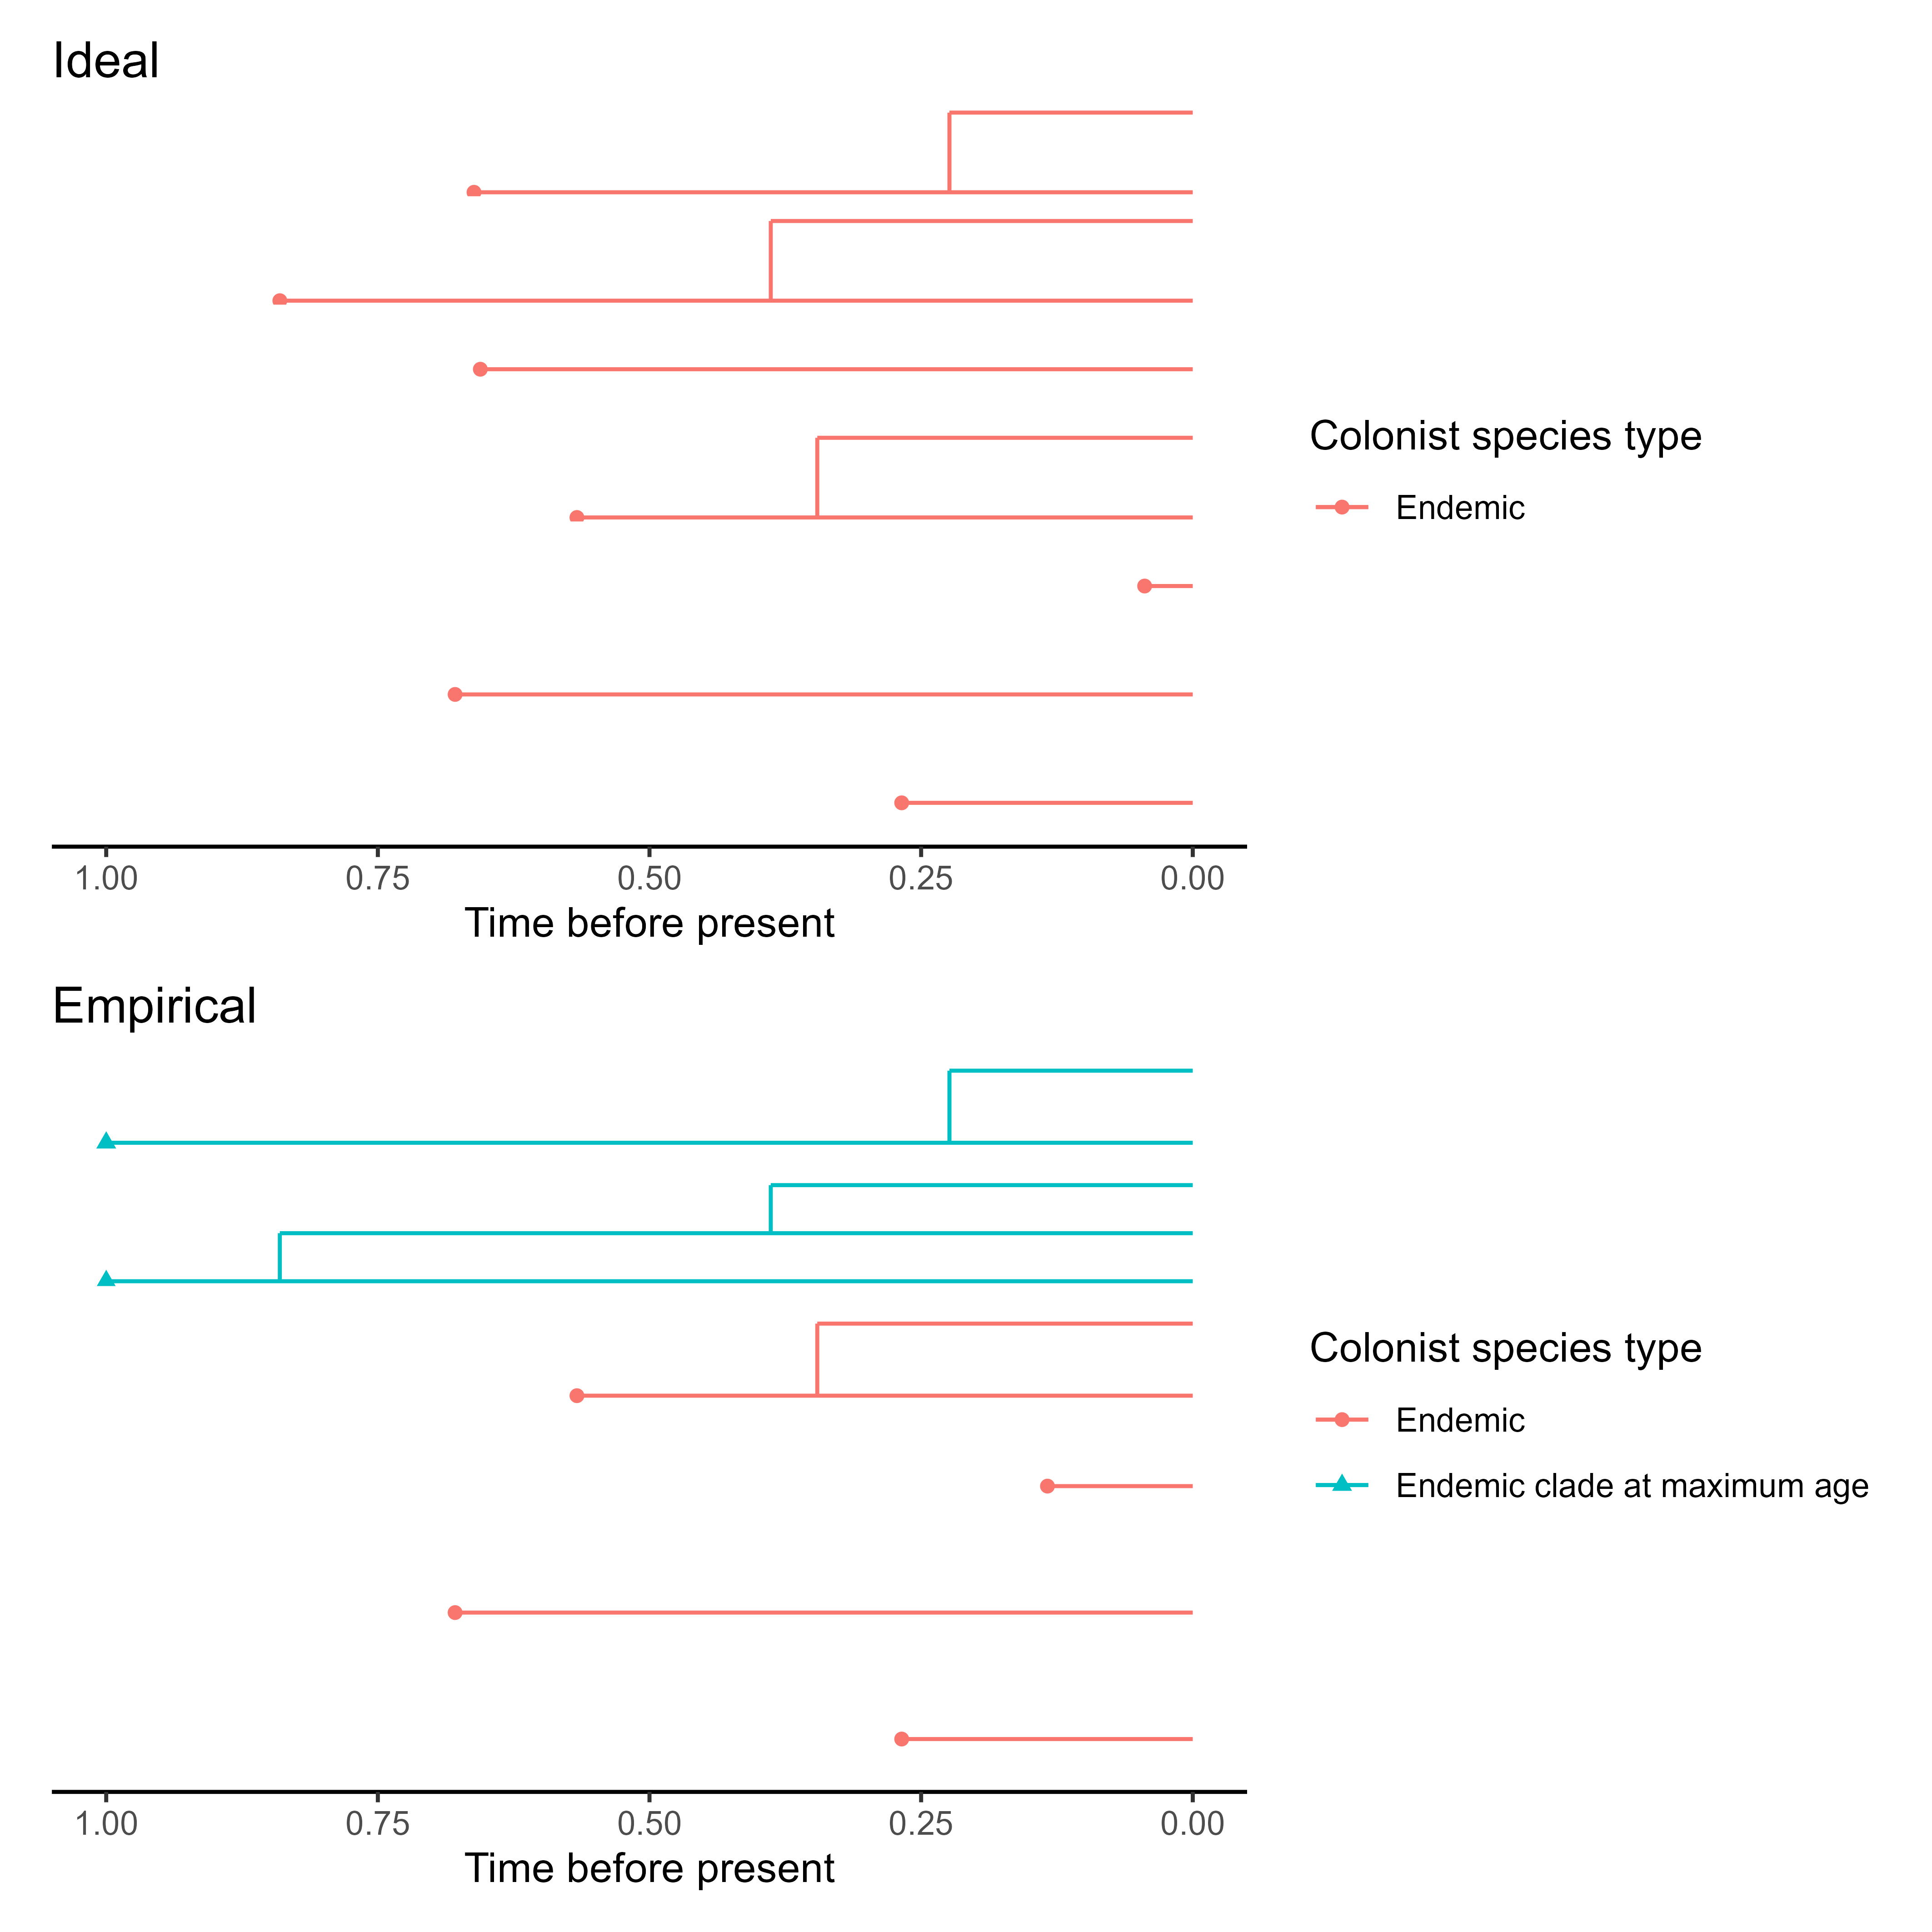 Ideal
Colonist species type
Endemic
1.00 0.75 0.50 0.25 0.00
Time before present
Empirical
Colonist species type
Endemic
Endemic clade at maximum age
1.00 0.75 0.50 0.25 0.00
Time before present